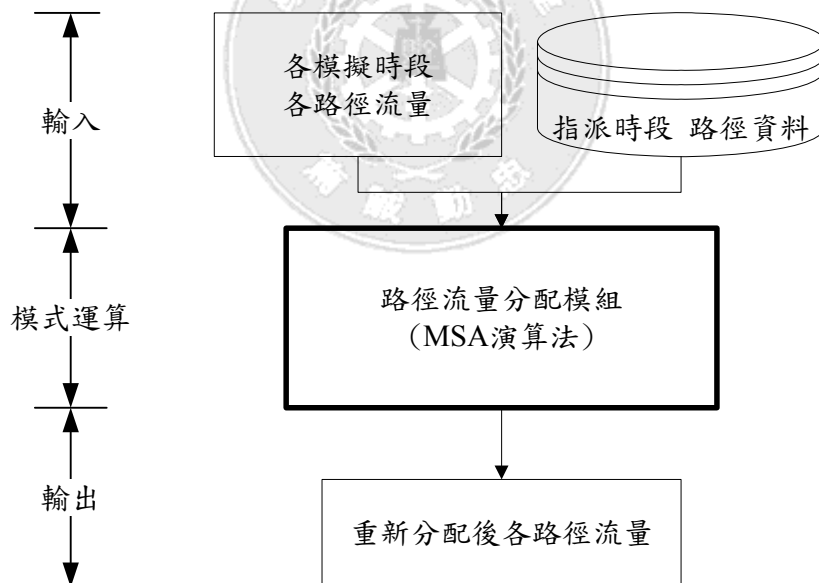 各模擬時段
各路徑流量
指派時段 路徑資料
輸入
路徑流量分配模組
（MSA演算法）
模式運算
輸出
重新分配後各路徑流量